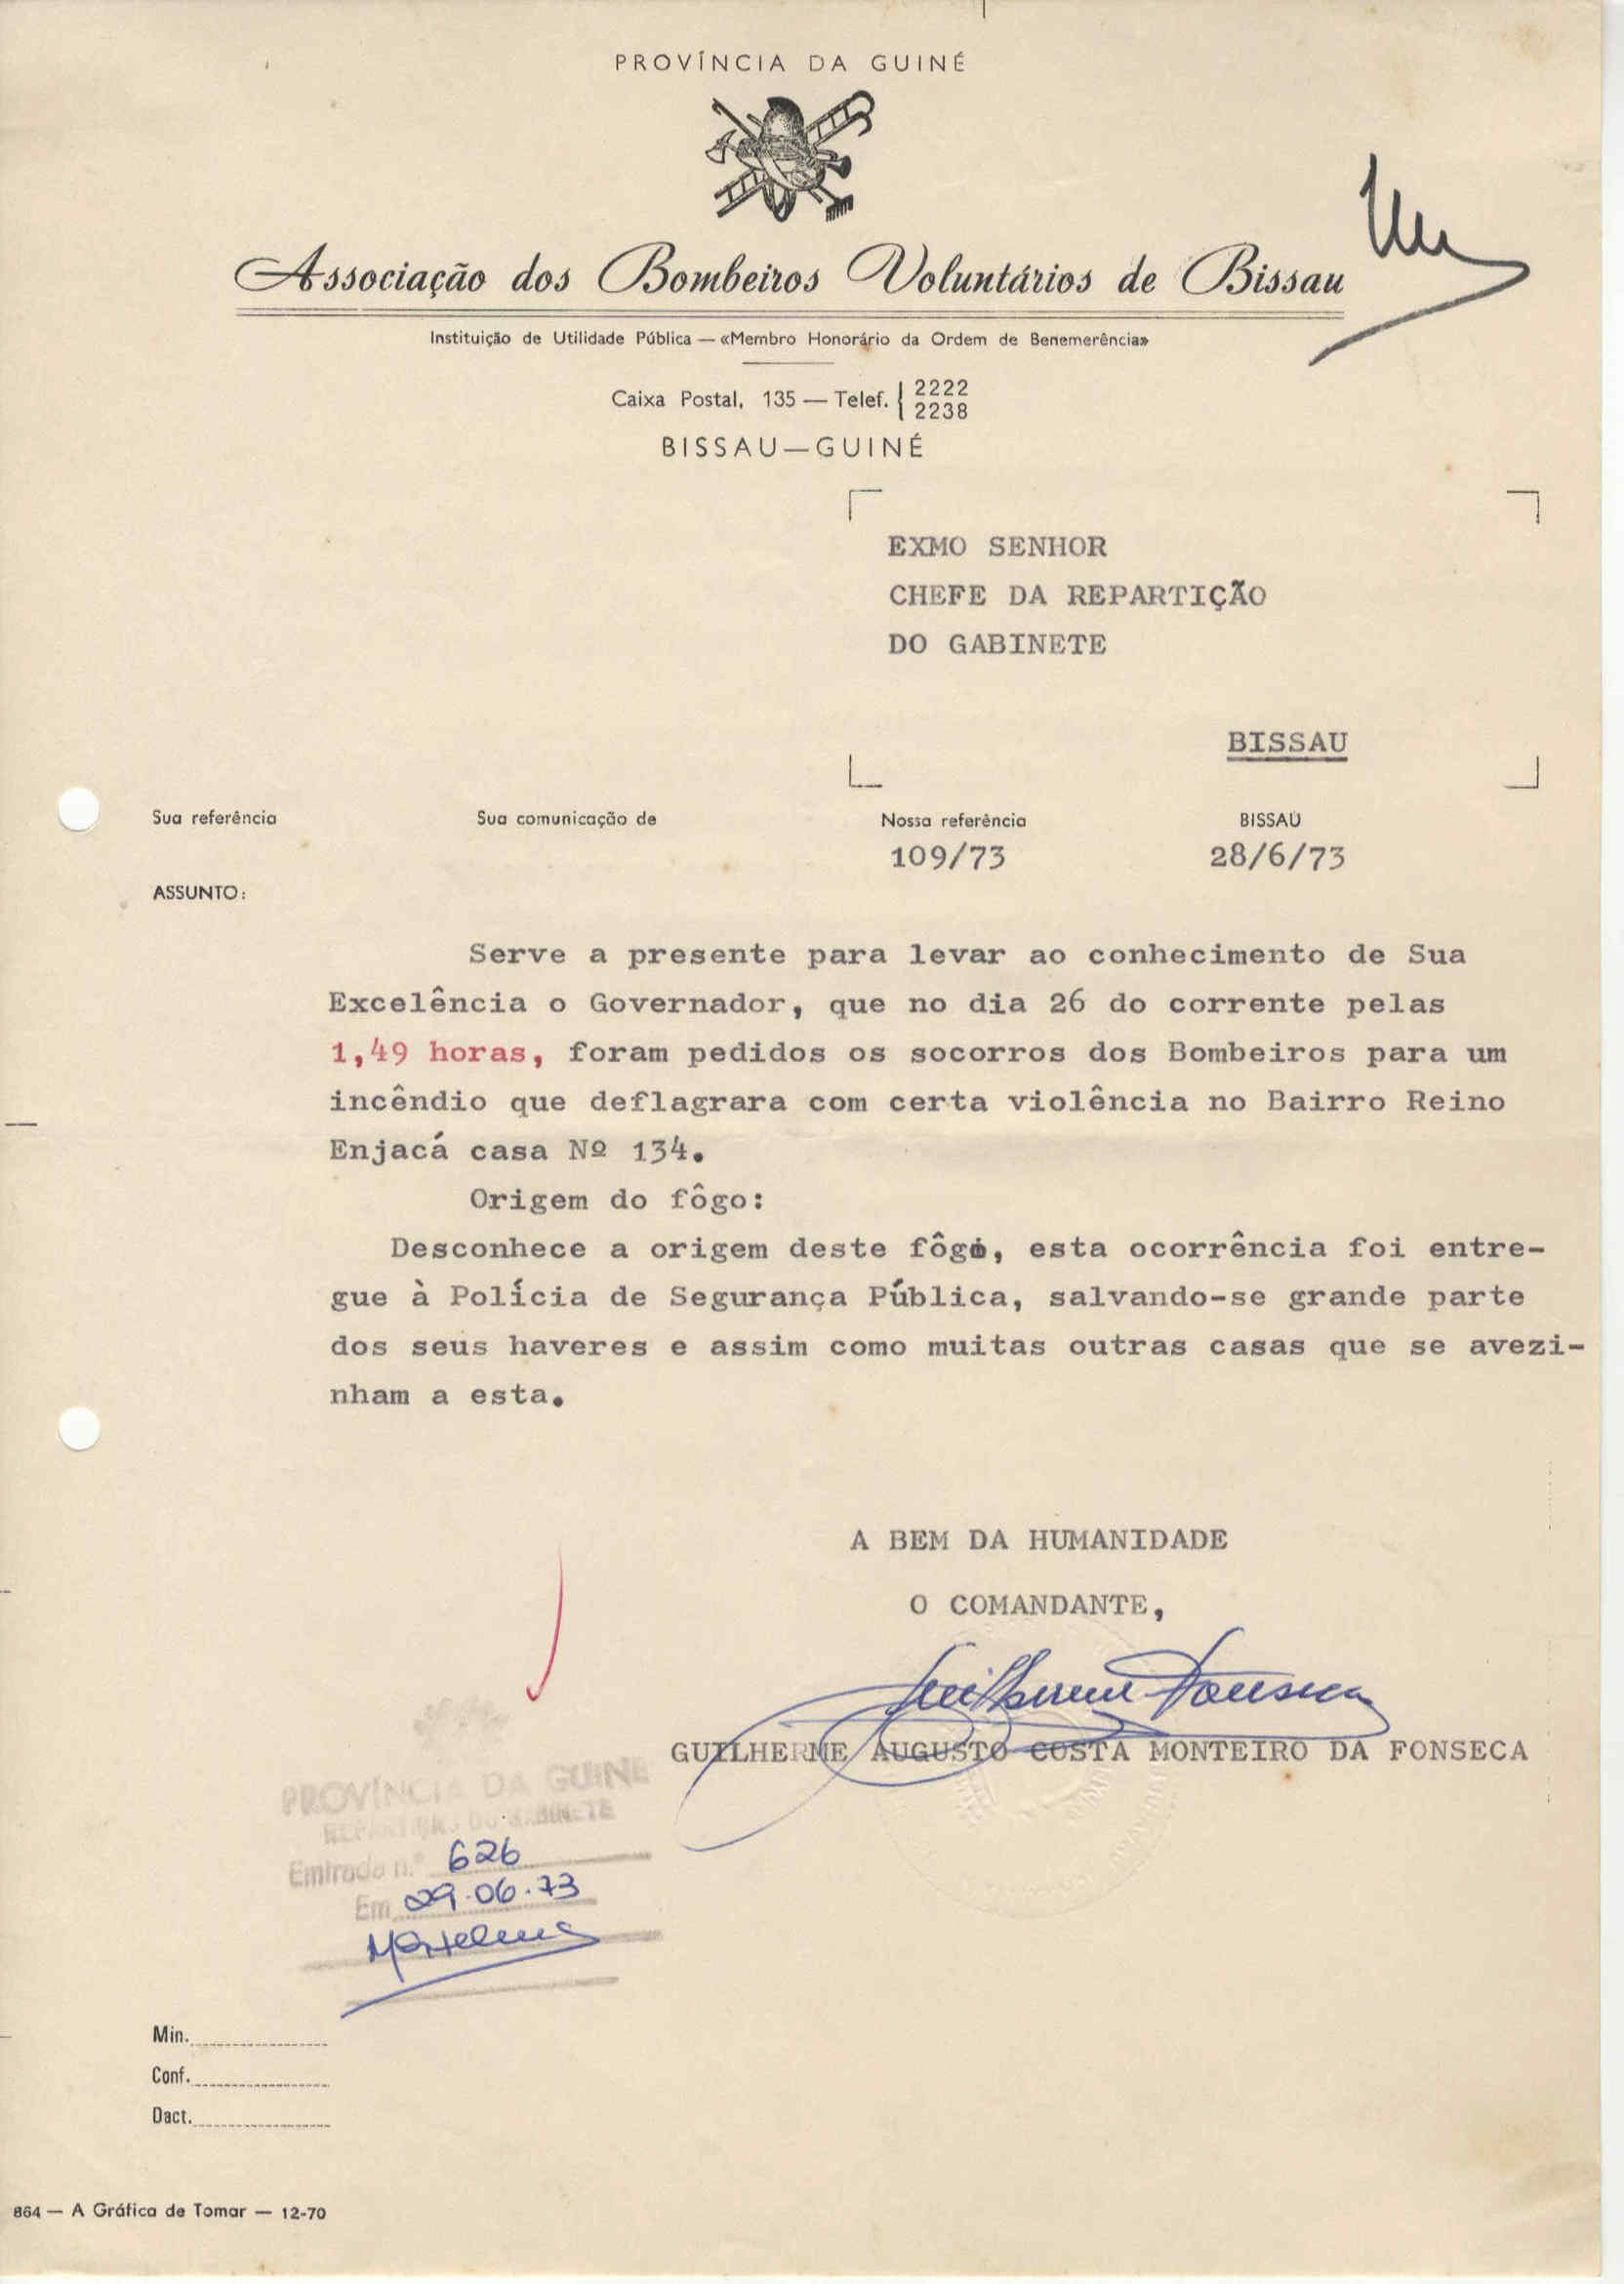 PROVÍNCIA DA GUINÉ
Associação dos Bombeiros Voluntários de Bissau
Instituição de Utilidade Pública — «Membro Honorário da Ordem de Benemerência»
Caixa Postal, 135 — Telef. { 2222
2238
BISSAU—GUINÉ
EXMO SENHOR
CHEFE DA REPARTIÇÃO
DO GABINETE
BISSAU
Sua referência Sua comunicação de Nossa referência BISSAU
109/73 28/6/73
ASSUNTO:
Serve a presente para levar ao conhecimento de Sua
Excelência o Governador, que no dia 26 do corrente pelas
1,49 horas, foram pedidos os socorros dos Bombeiros para um
incêndio que deflagrara com certa violência no Bairro Reino
Enjacá casa Nº 134.
Origem do fôgo:
Desconhece a origem deste fôgo, esta ocorrência foi entre-
gue à Polícia de Segurança Pública, salvando-se grande parte
dos seus haveres e assim como muitas outras casas que se avezi-
nham a esta.
A BEM DA HUMANIDADE
O COMANDANTE,
Guilherme Fonseca
GUILHERME AUGUSTO COSTA MONTEIRO DA FONSECA
PROVÍNCIA DA GUINÉ
REPARTIÇÃO DO GABINETE
Entrada n.º 626
Em 29.06.73
Min.
Conf.
Dact.
864 — A Gráfica de Tomar — 12-70